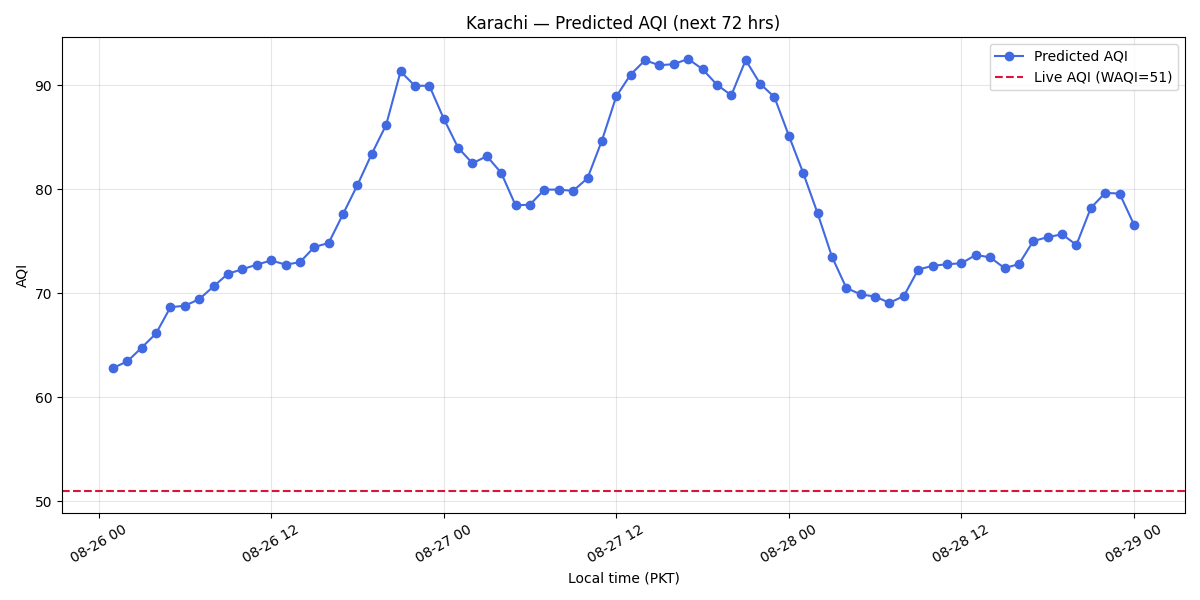 Karachi — Predicted AQI (next 72 hrs)
Predicted AQI
Live AQI (WAQI=51)
AQI
90
80
70
60
50
08-26 00
08-26 12
08-27 00
08-27 12
08-28 00
08-28 12
08-29 00
Local time (PKT)